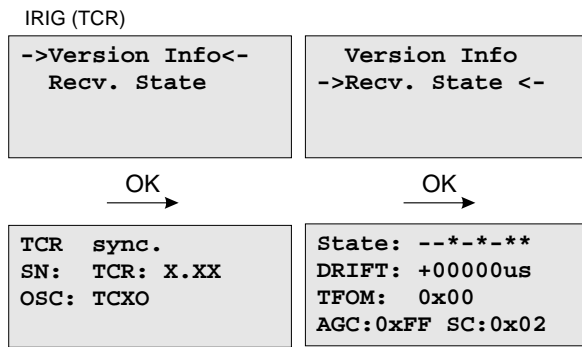 IRIG (TCR)
->Version Info<-
Recv. State
Version Info
->Recv. State <-
OK
OK
TCR sync.
SN: TCR: X.XX
OSC: TCXO
State: --*-*-**
DRIFT: +00000us
TFOM: 0x00
AGC:0xFF SC:0x02